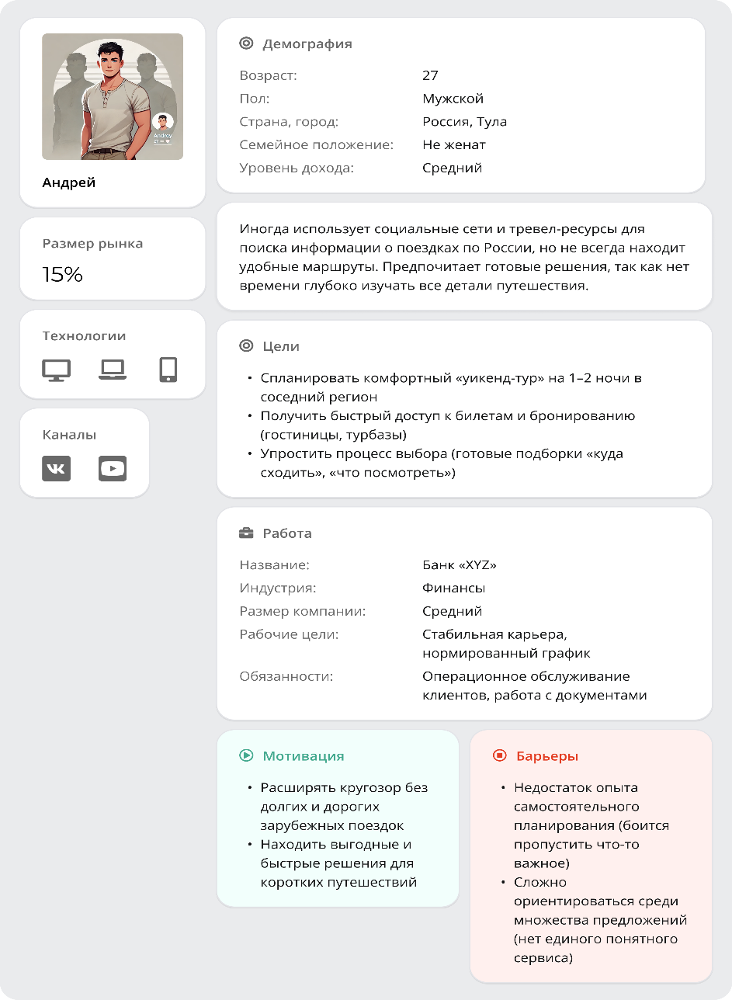 Andrey
27
Андрей
Размер рынка
15%
Технологии
Каналы
Демография
Возраст: 27
Пол: Мужской
Страна, город: Россия, Тула
Семейное положение: Не женат
Уровень дохода: Средний
Иногда использует социальные сети и тревел-ресурсы для
поиска информации о поездках по России, но не всегда находит
удобные маршруты. Предпочитает готовые решения, так как нет
времени глубоко изучать все детали путешествия.
Цели
• Спланировать комфортный «уикенд-тур» на 1–2 ночи в
соседний регион
• Получить быстрый доступ к билетам и бронированию
(гостиницы, турбазы)
• Упростить процесс выбора (готовые подборки «куда
сходить», «что посмотреть»)
Работа
Название: Банк «XYZ»
Индустрия: Финансы
Размер компании: Средний
Рабочие цели: Стабильная карьера,
нормированный график
Обязанности: Операционное обслуживание
клиентов, работа с документами
Мотивация
• Расширять кругозор без
долгих и дорогих
зарубежных поездок
• Находить выгодные и
быстрые решения для
коротких путешествий
Барьеры
• Недостаток опыта
самостоятельного
планирования (боится
пропустить что-то
важное)
• Сложно
ориентироваться среди
множества предложений
(нет единого понятного
сервиса)